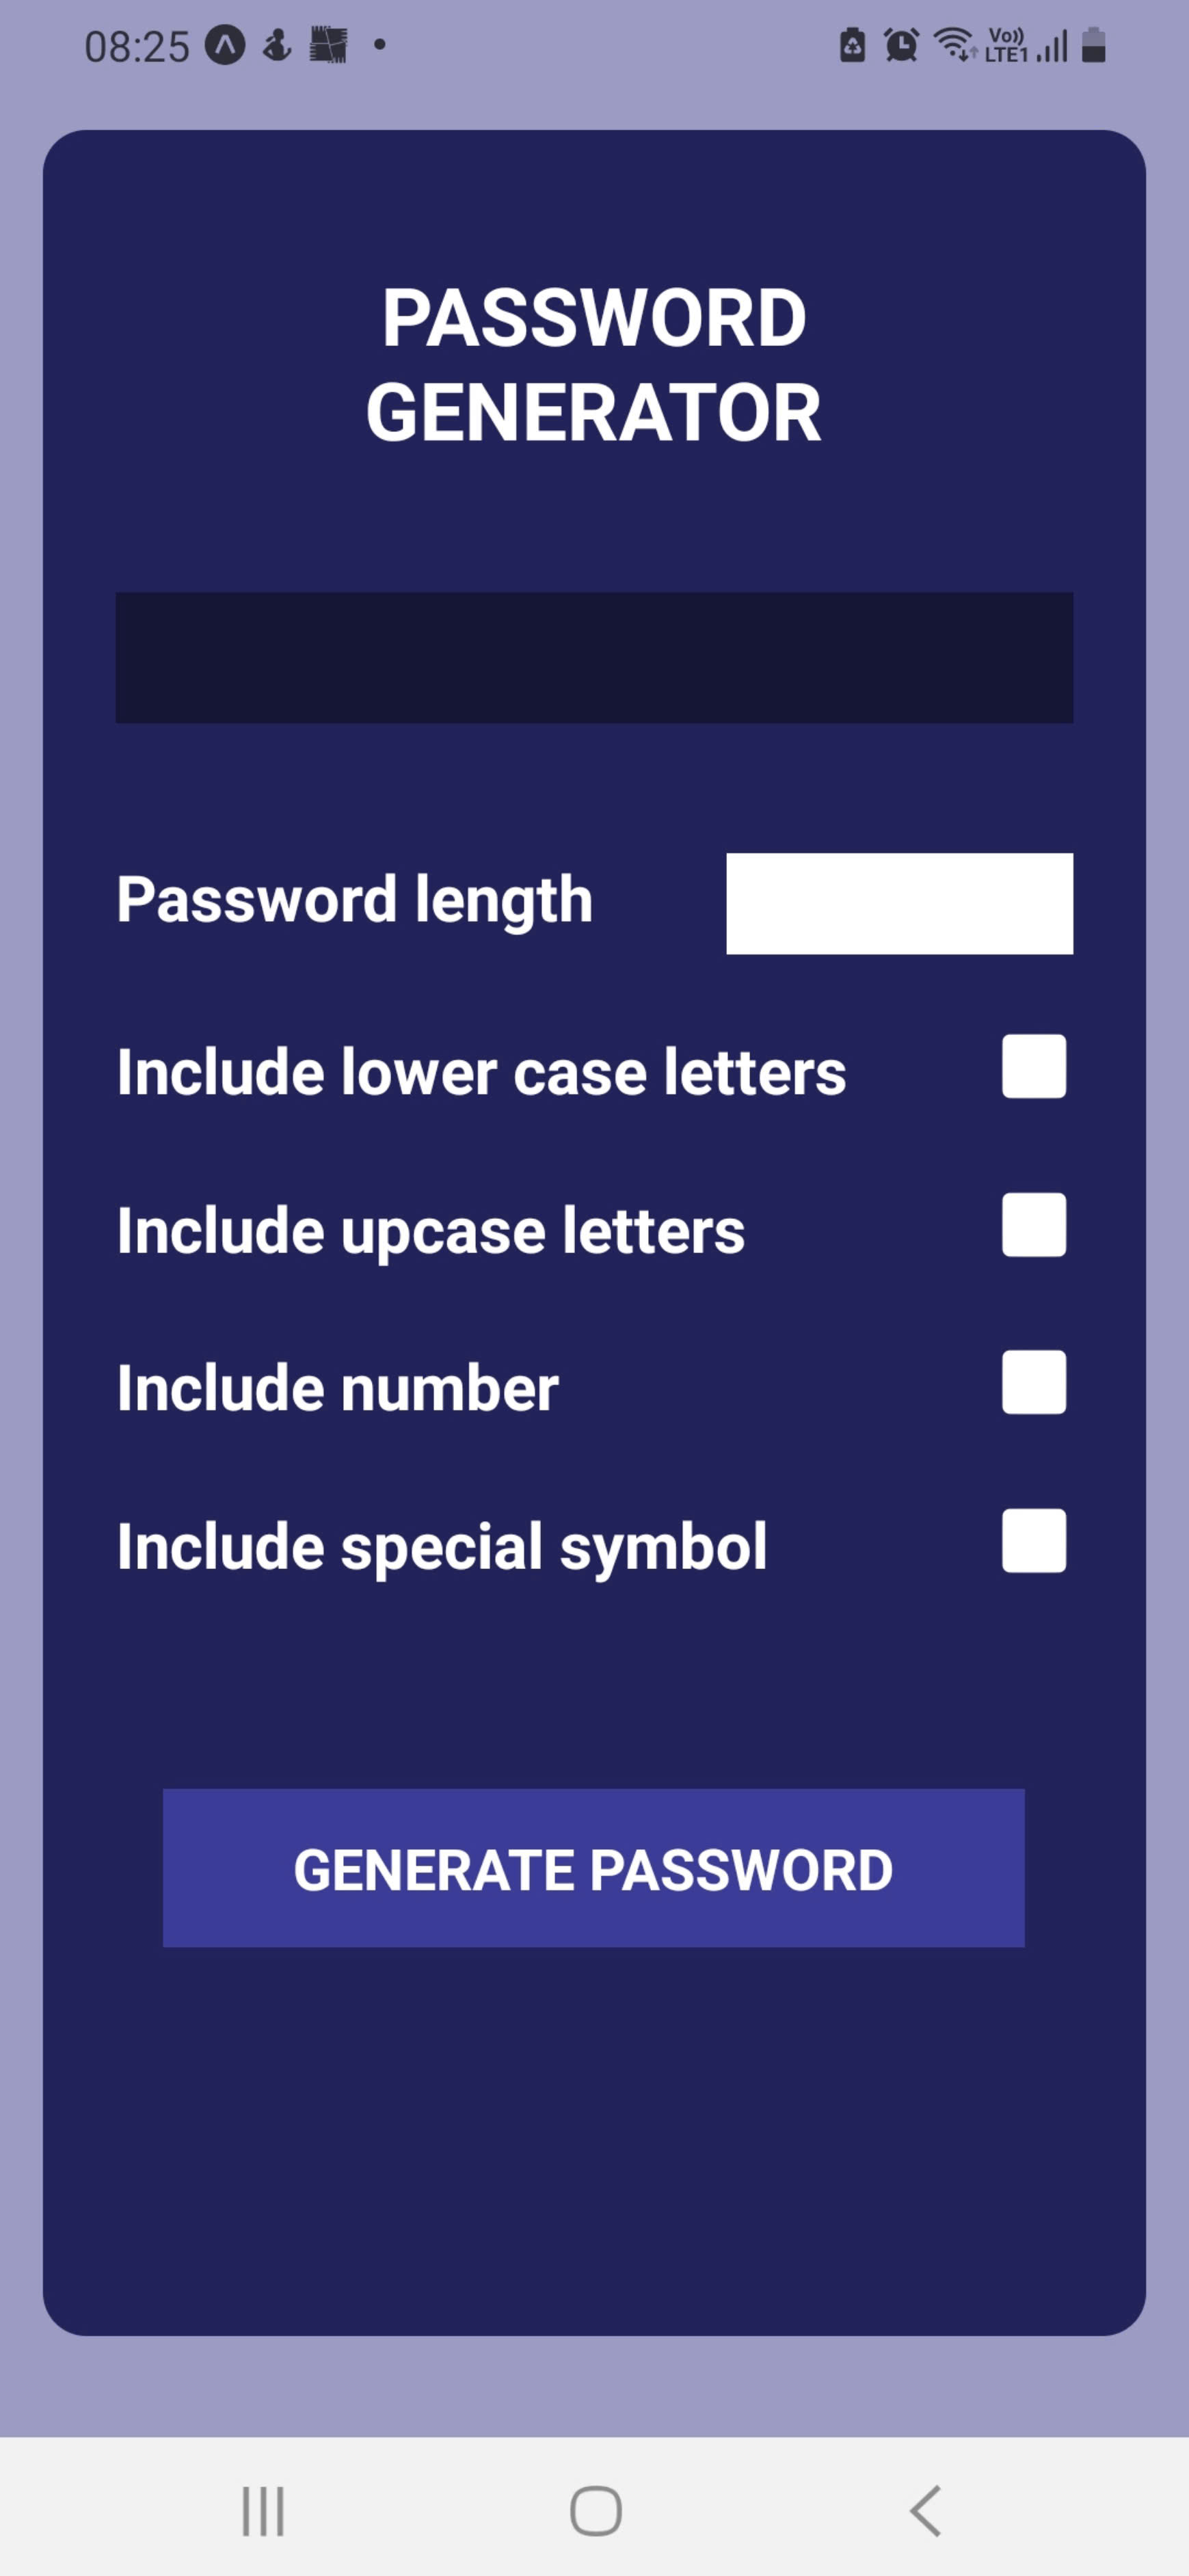 08:25
Vo)) LTE1
PASSWORD
GENERATOR
Password length
Include lower case letters
Include upcase letters
Include number
Include special symbol
GENERATE PASSWORD